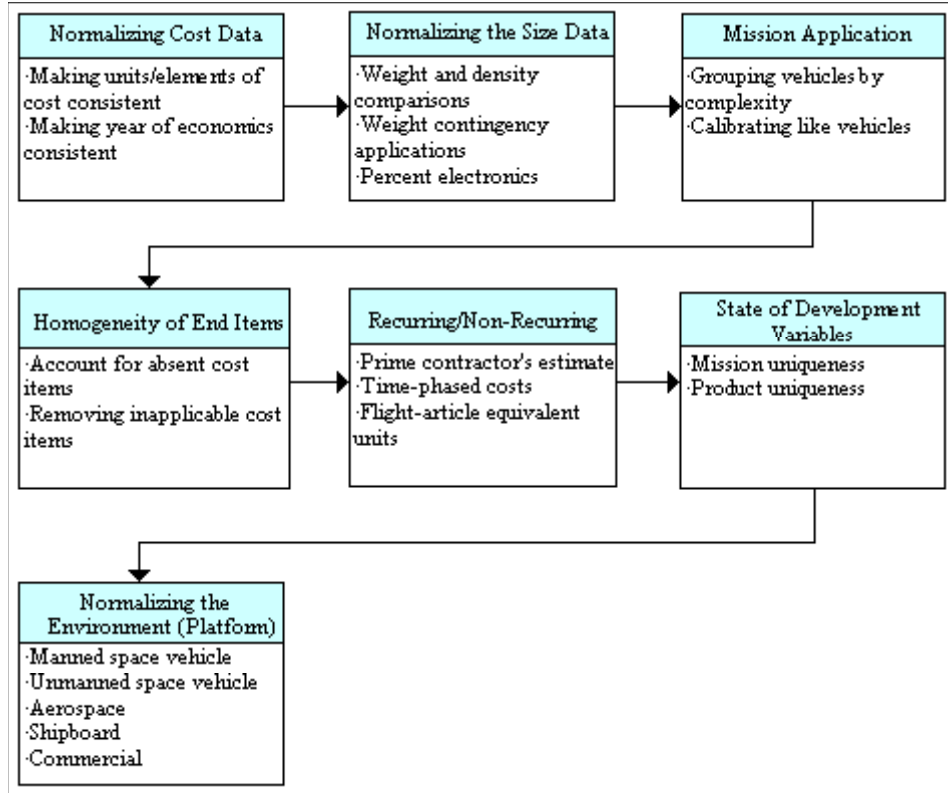 Normalizing Cost Data
·Making units/elements of
cost consistent
·Making year of economics
consistent
Normalizing the Size Data
·Weight and density
comparisons
·Weight contingency
applications
·Percent electronics
Mission Application
·Grouping vehicles by
complexity
·Calibrating like vehicles
Homogeneity of End Items
·Account for absent cost
items
·Removing inapplicable cost
items
Recurring/Non-Recurring
·Prime contractor's estimate
·Time-phased costs
·Flight-article equivalent
units
State of Development
Variables
·Mission uniqueness
·Product uniqueness
Normalizing the
Environment (Platform)
·Manned space vehicle
·Unmanned space vehicle
·Aerospace
·Shipboard
·Commercial